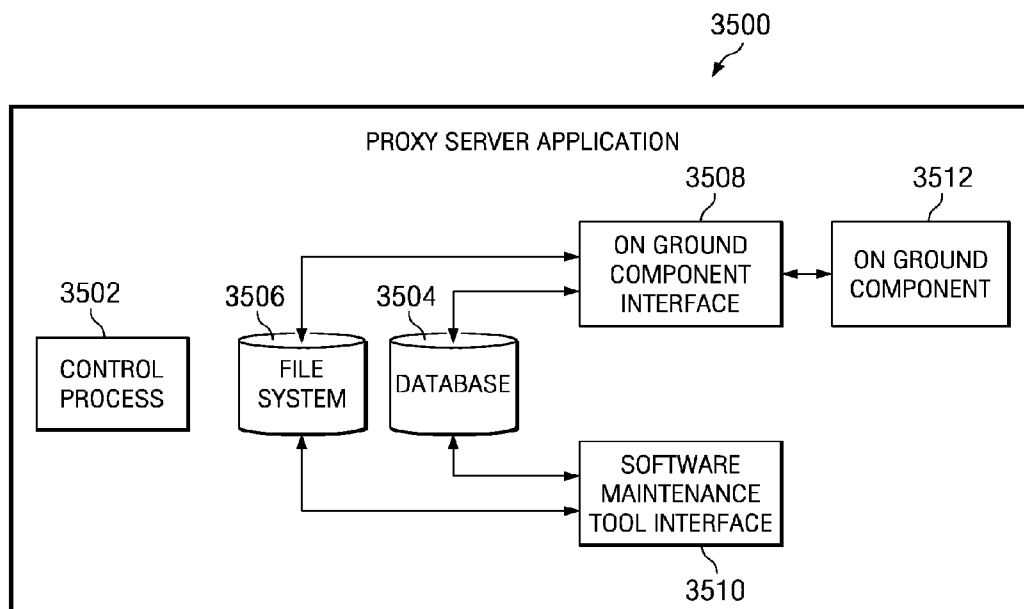 3500
PROXY SERVER APPLICATION
3508
3512
ON GROUND
COMPONENT
INTERFACE
ON GROUND
COMPONENT
3502
3506
3504
CONTROL
PROCESS
FILE
SYSTEM
DATABASE
SOFTWARE
MAINTENANCE
TOOL INTERFACE
3510